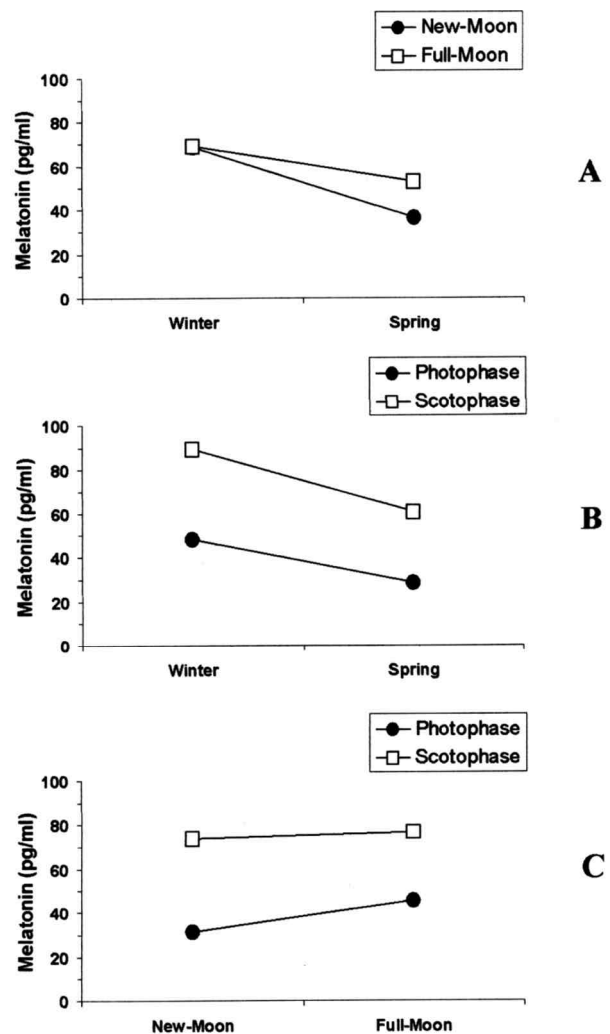 New-Moon
Full-Moon
100
80
60
40
20
0
Melatonin (pg/ml)
Winter
Spring
A
Photophase
Scotophase
100
80
60
40
20
0
Melatonin (pg/ml)
Winter
Spring
B
Photophase
Scotophase
100
80
60
40
20
0
Melatonin (pg/ml)
New-Moon
Full-Moon
C